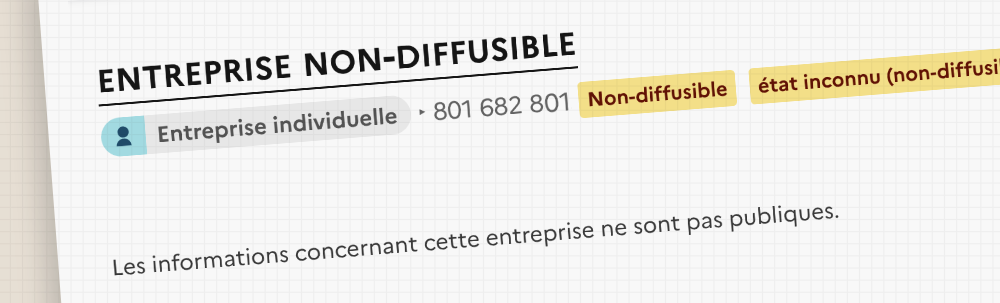 ENTREPRISE NON-DIFFUSIBLE
Entreprise individuelle ‣ 801 682 801 Non-diffusible état inconnu (non-diffusi
Les informations concernant cette entreprise ne sont pas publiques.